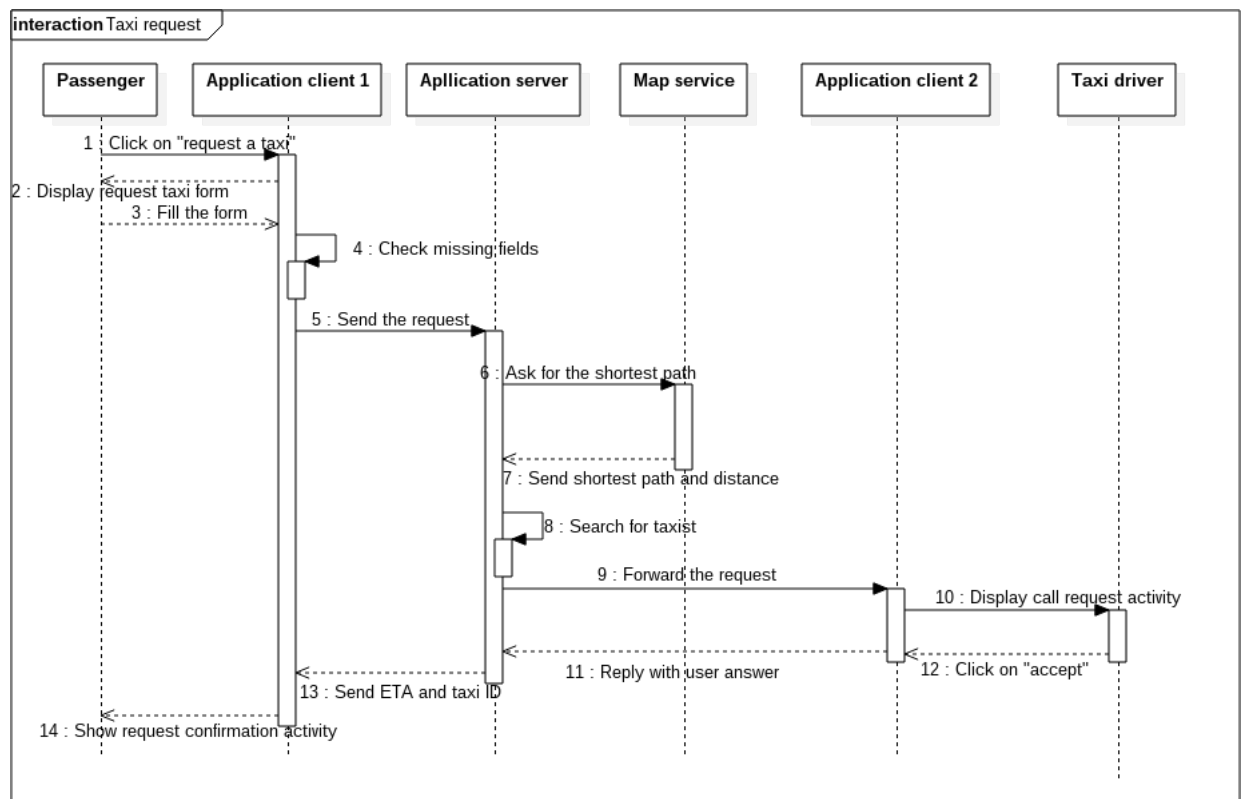 interaction Taxi request
Passenger
Application client 1
Apllication server
Map service
Application client 2
Taxi driver
1 : Click on "request a taxi"
2 : Display request taxi form
3 : Fill the form
4 : Check missing fields
5 : Send the request
6 : Ask for the shortest path
7 : Send shortest path and distance
8 : Search for taxist
9 : Forward the request
10 : Display call request activity
11 : Reply with user answer
12 : Click on "accept"
13 : Send ETA and taxi ID
14 : Show request confirmation activity